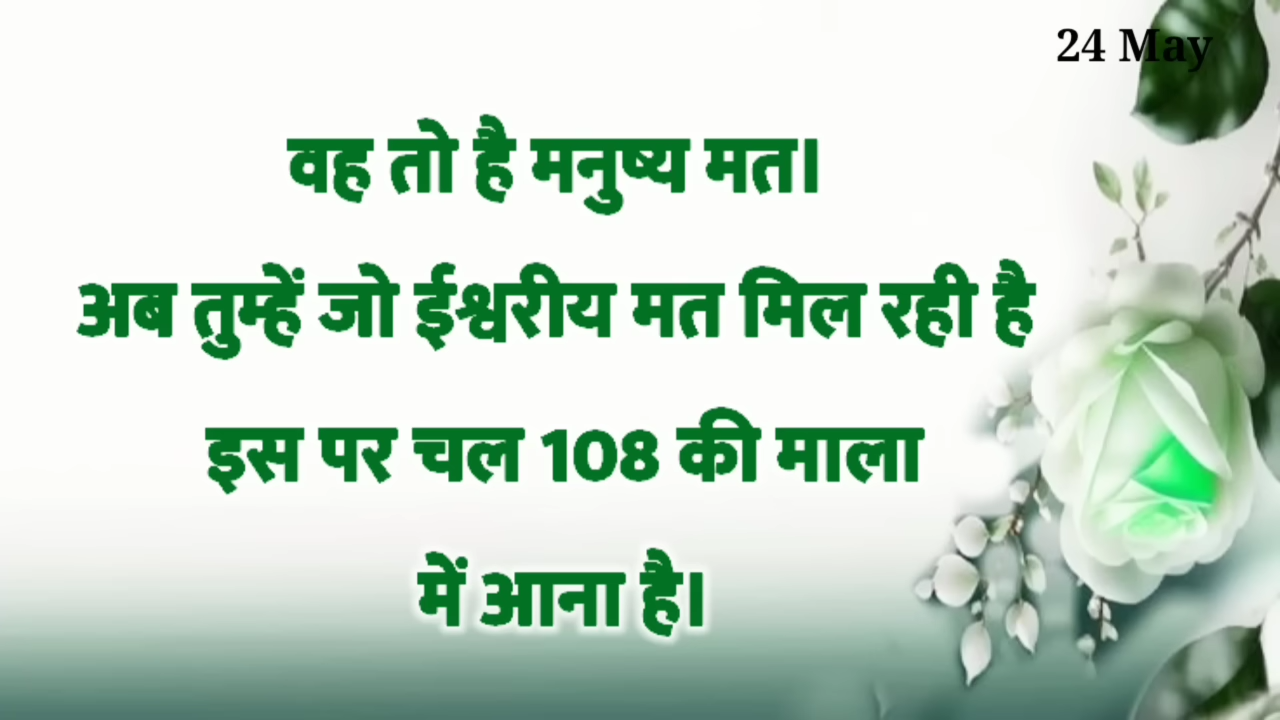 24 May
वह तो है मनुष्य मत।
अब तुम्हें जो ईश्वरीय मत मिल रही है
इस पर चल 108 की माला
में आना है।